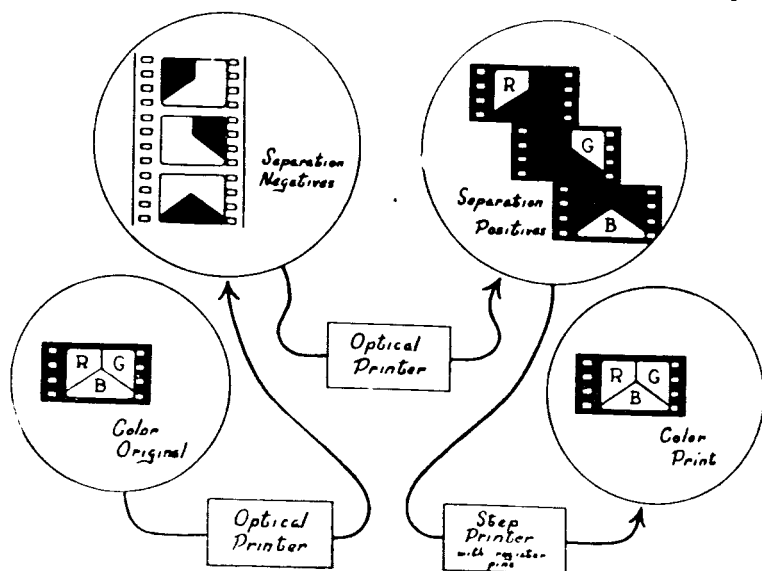 Separation
Negatives
R
G
B
Separation
Positives
Optical
Printer
R G
B
Color
Original
Optical
Printer
Step
Printer
with register
pins
R G
B
Color
Print